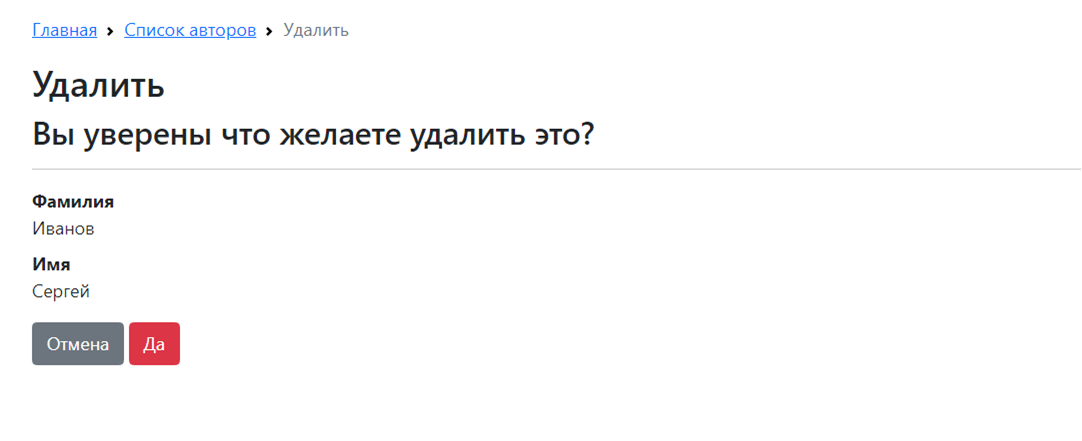 Главная › Список авторов › Удалить
Удалить
Вы уверены что желаете удалить это?
Фамилия
Иванов
Имя
Сергей
Отмена Да